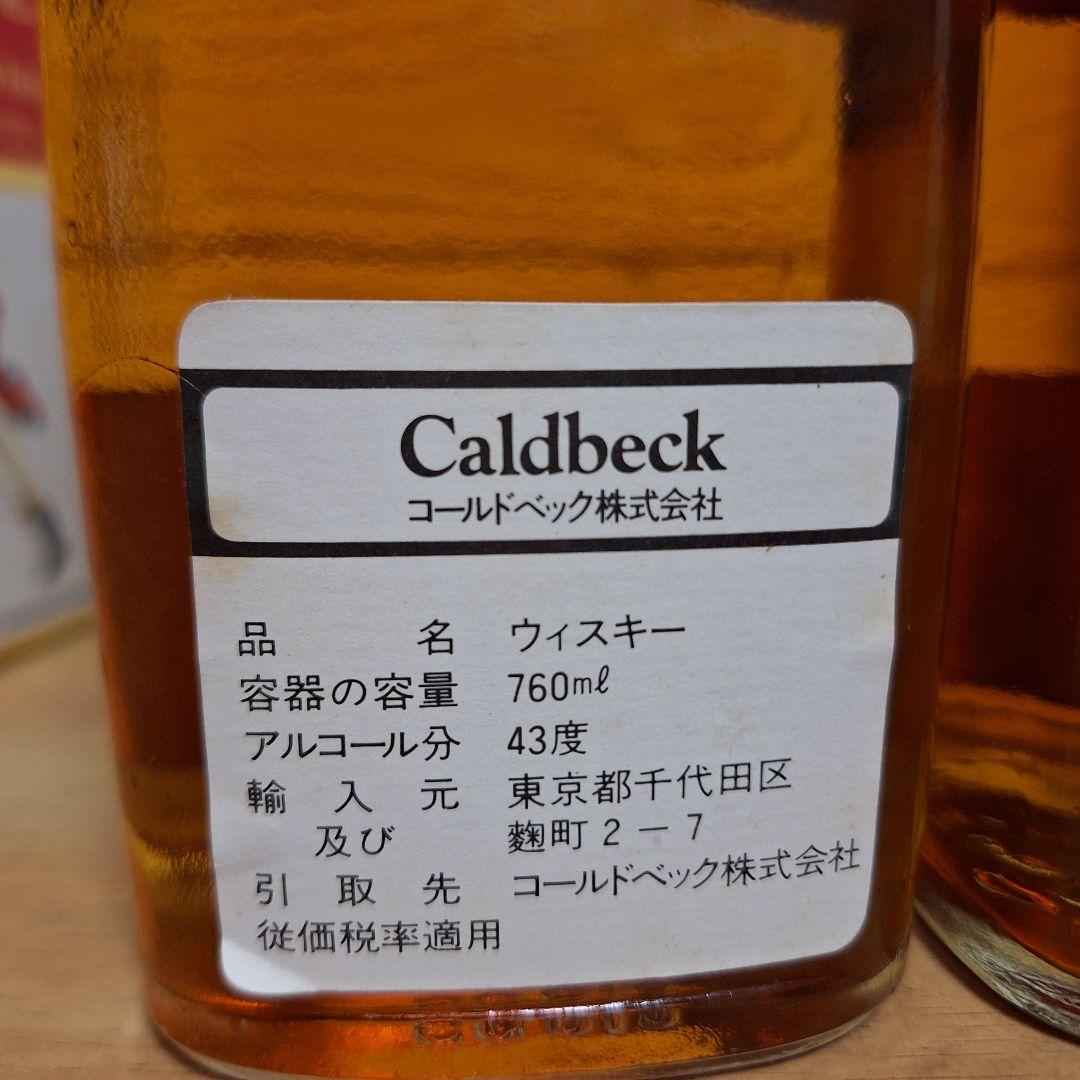 Caldbeck
コールドベック株式会社
品名 ウィスキー
容器の容量 760ml
アルコール分 43度
輸入元 東京都千代田区
及び 麹町2-7
引取先 コールドベック株式会社
従価税率適用